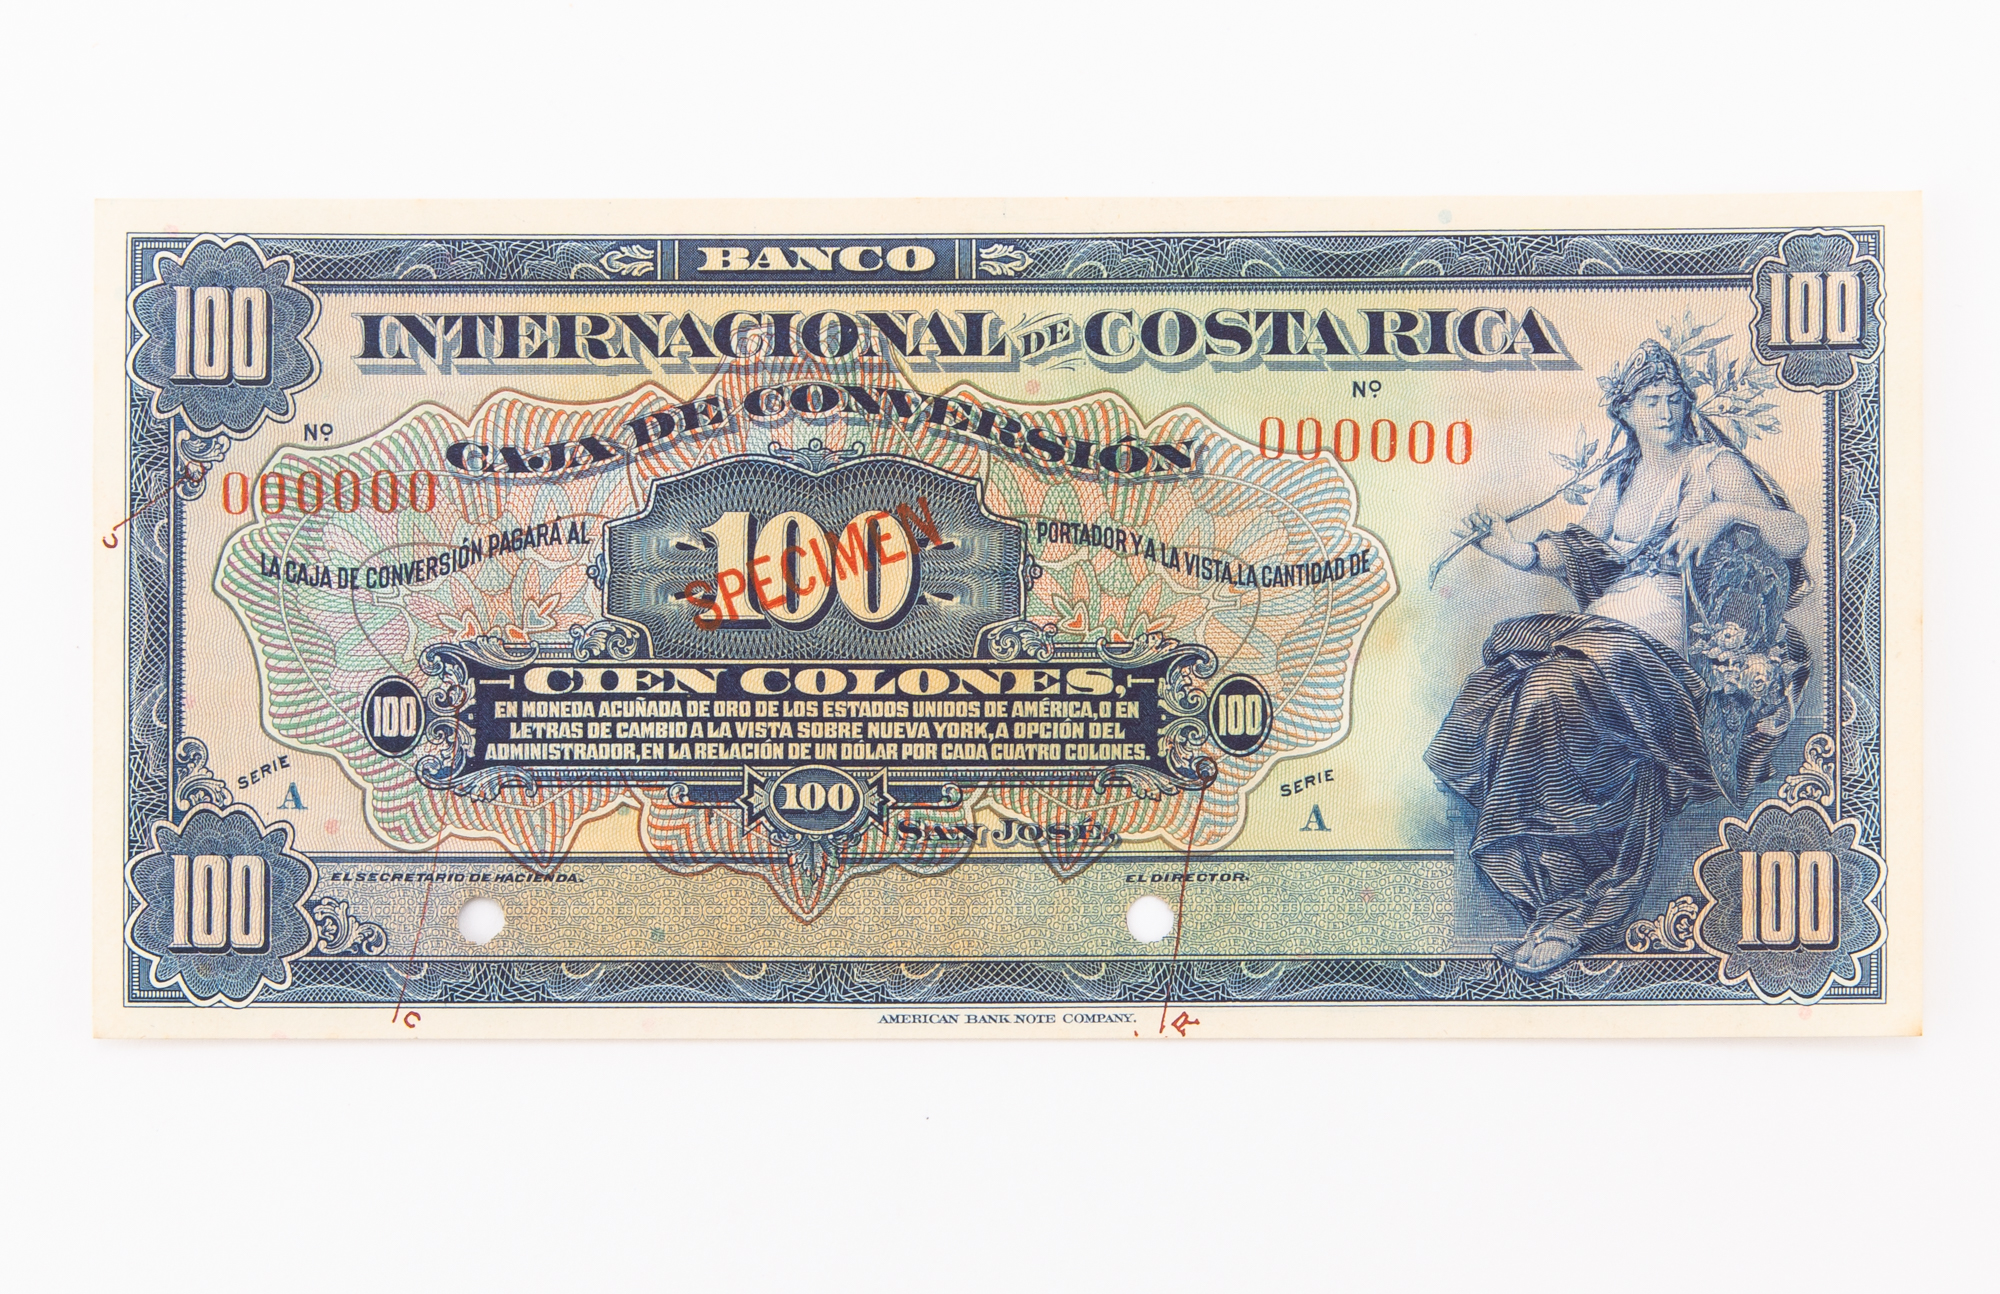 BANCO
100
100
INTERNACIONAL DE COSTA RICA
CAJA DE CONVERSIÓN
Nº
Nº
000000
000000
LA CAJA DE CONVERSIÓN PAGARÁ AL
PORTADOR Y A LA VISTA, LA CANTIDAD DE
100
SPECIMEN
CIEN COLONES,
EN MONEDA ACUÑADA DE ORO DE LOS ESTADOS UNIDOS DE AMÉRICA, O EN
LETRAS DE CAMBIO A LA VISTA SOBRE NUEVA YORK, A OPCIÓN DEL
ADMINISTRADOR, EN LA RELACIÓN DE UN DÓLAR POR CADA CUATRO COLONES.
100
100
SERIE
A
SERIE
A
100
SAN JOSÉ,
EL SECRETARIO DE HACIENDA.
EL DIRECTOR.
100
100
AMERICAN BANK NOTE COMPANY.